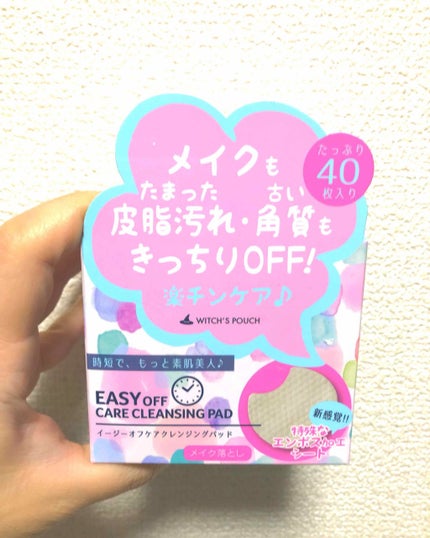 メイクも
たまった 古い
皮脂汚れ・角質も
きっちりOFF!
楽チンケア♪
WITCH'S POUCH
たっぷり
40
枚入り
時短で、もっと素肌美人♪
EASY OFF
CARE CLEANSING PAD
イージーオフケアクレンジングパッド
メイク落とし
新感覚!!
特殊な
エンボス加工
シート